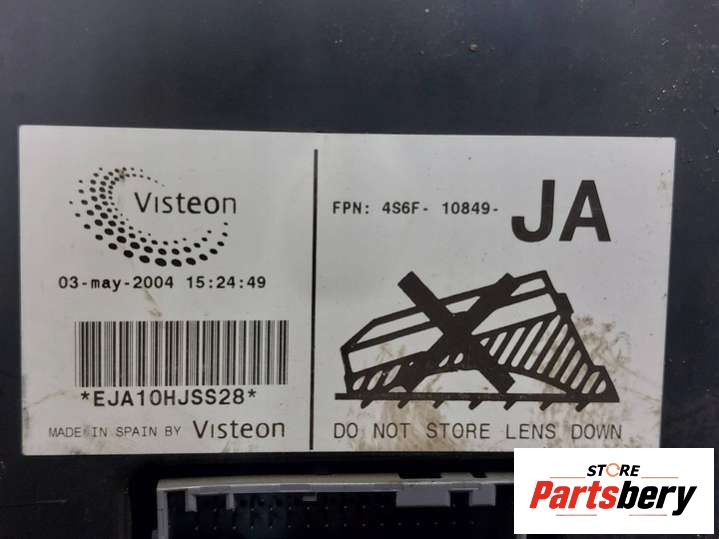 Visteon
03-may-2004 15:24:49
*EJA10HJSS28*
MADE IN SPAIN BY Visteon
FPN: 4S6F- 10849- JA
DO NOT STORE LENS DOWN
STORE
Partsbery